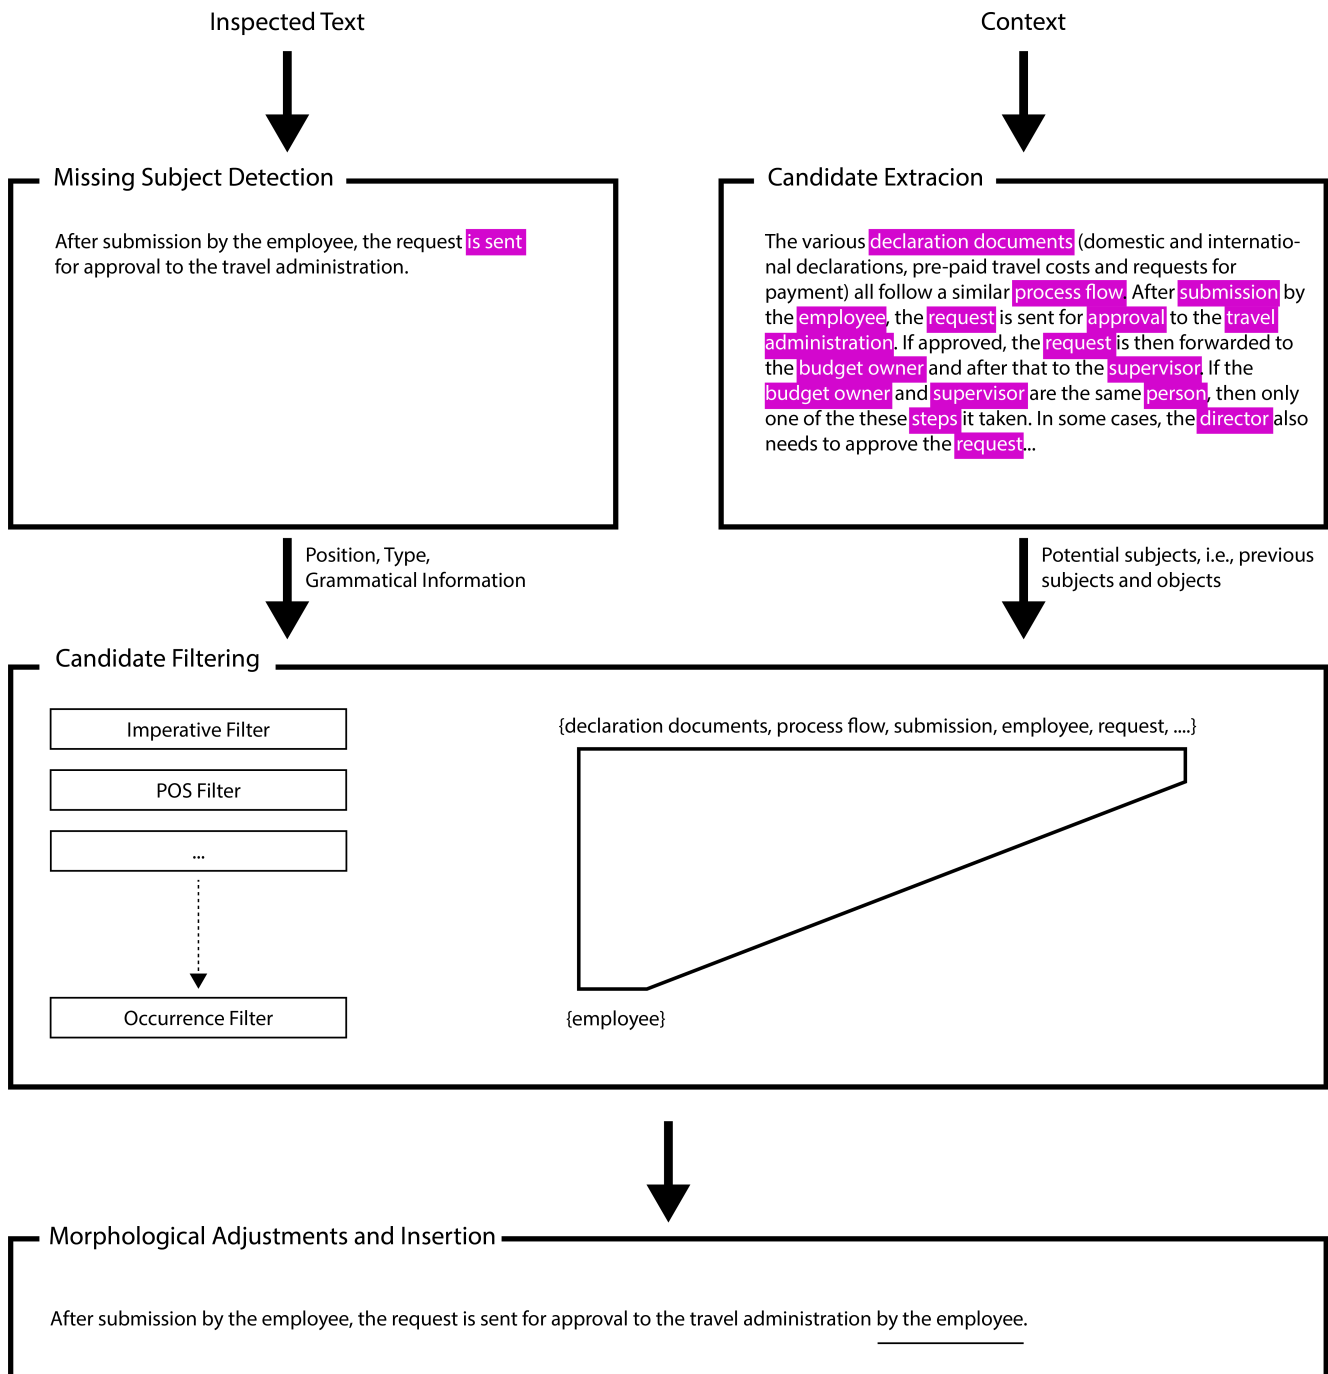 Inspected Text
Context
Missing Subject Detection
After submission by the employee, the request is sent
for approval to the travel administration.
Candidate Extracion
The various declaration documents (domestic and internatio-
nal declarations, pre-paid travel costs and requests for
payment) all follow a similar process flow. After submission by
the employee, the request is sent for approval to the travel
administration. If approved, the request is then forwarded to
the budget owner and after that to the supervisor. If the
budget owner and supervisor are the same person, then only
one of the these steps it taken. In some cases, the director also
needs to approve the request...
Position, Type,
Grammatical Information
Potential subjects, i.e., previous
subjects and objects
Candidate Filtering
Imperative Filter
POS Filter
...
Occurrence Filter
{declaration documents, process flow, submission, employee, request, ....}
{employee}
Morphological Adjustments and Insertion
After submission by the employee, the request is sent for approval to the travel administration by the employee.